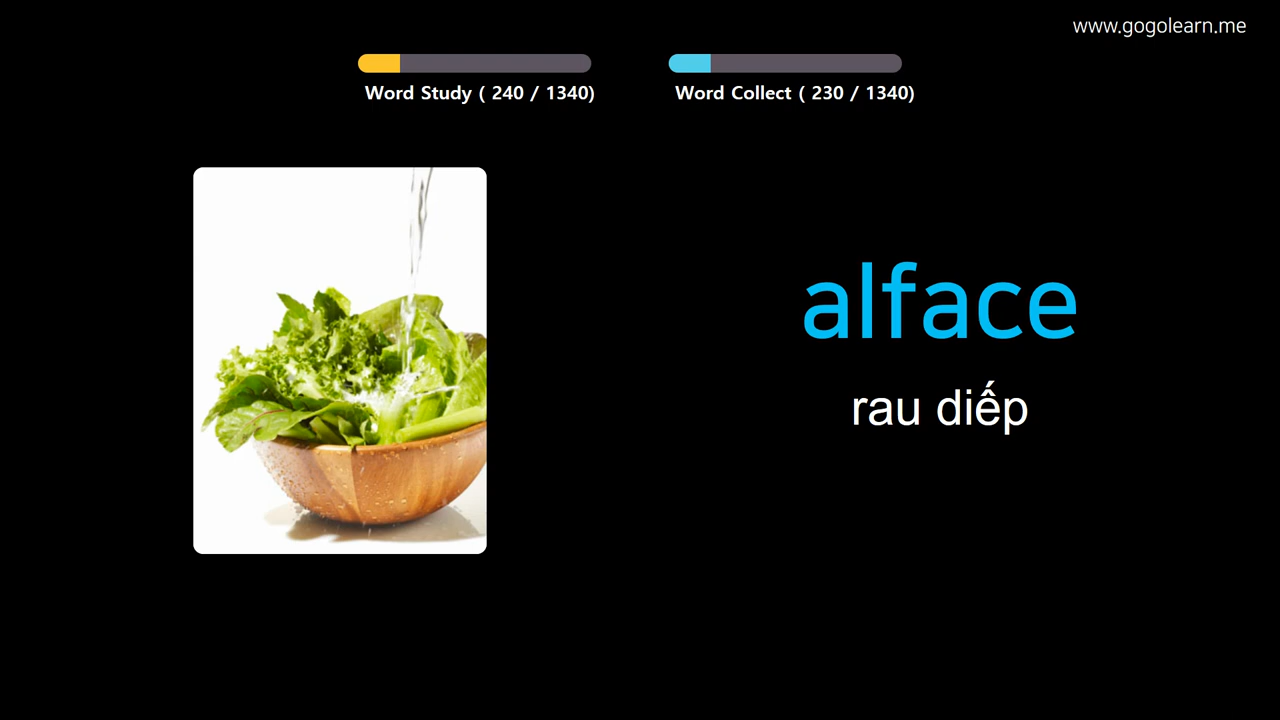 www.gogolearn.me
Word Study ( 240 / 1340)
Word Collect ( 230 / 1340)
alface
rau diếp